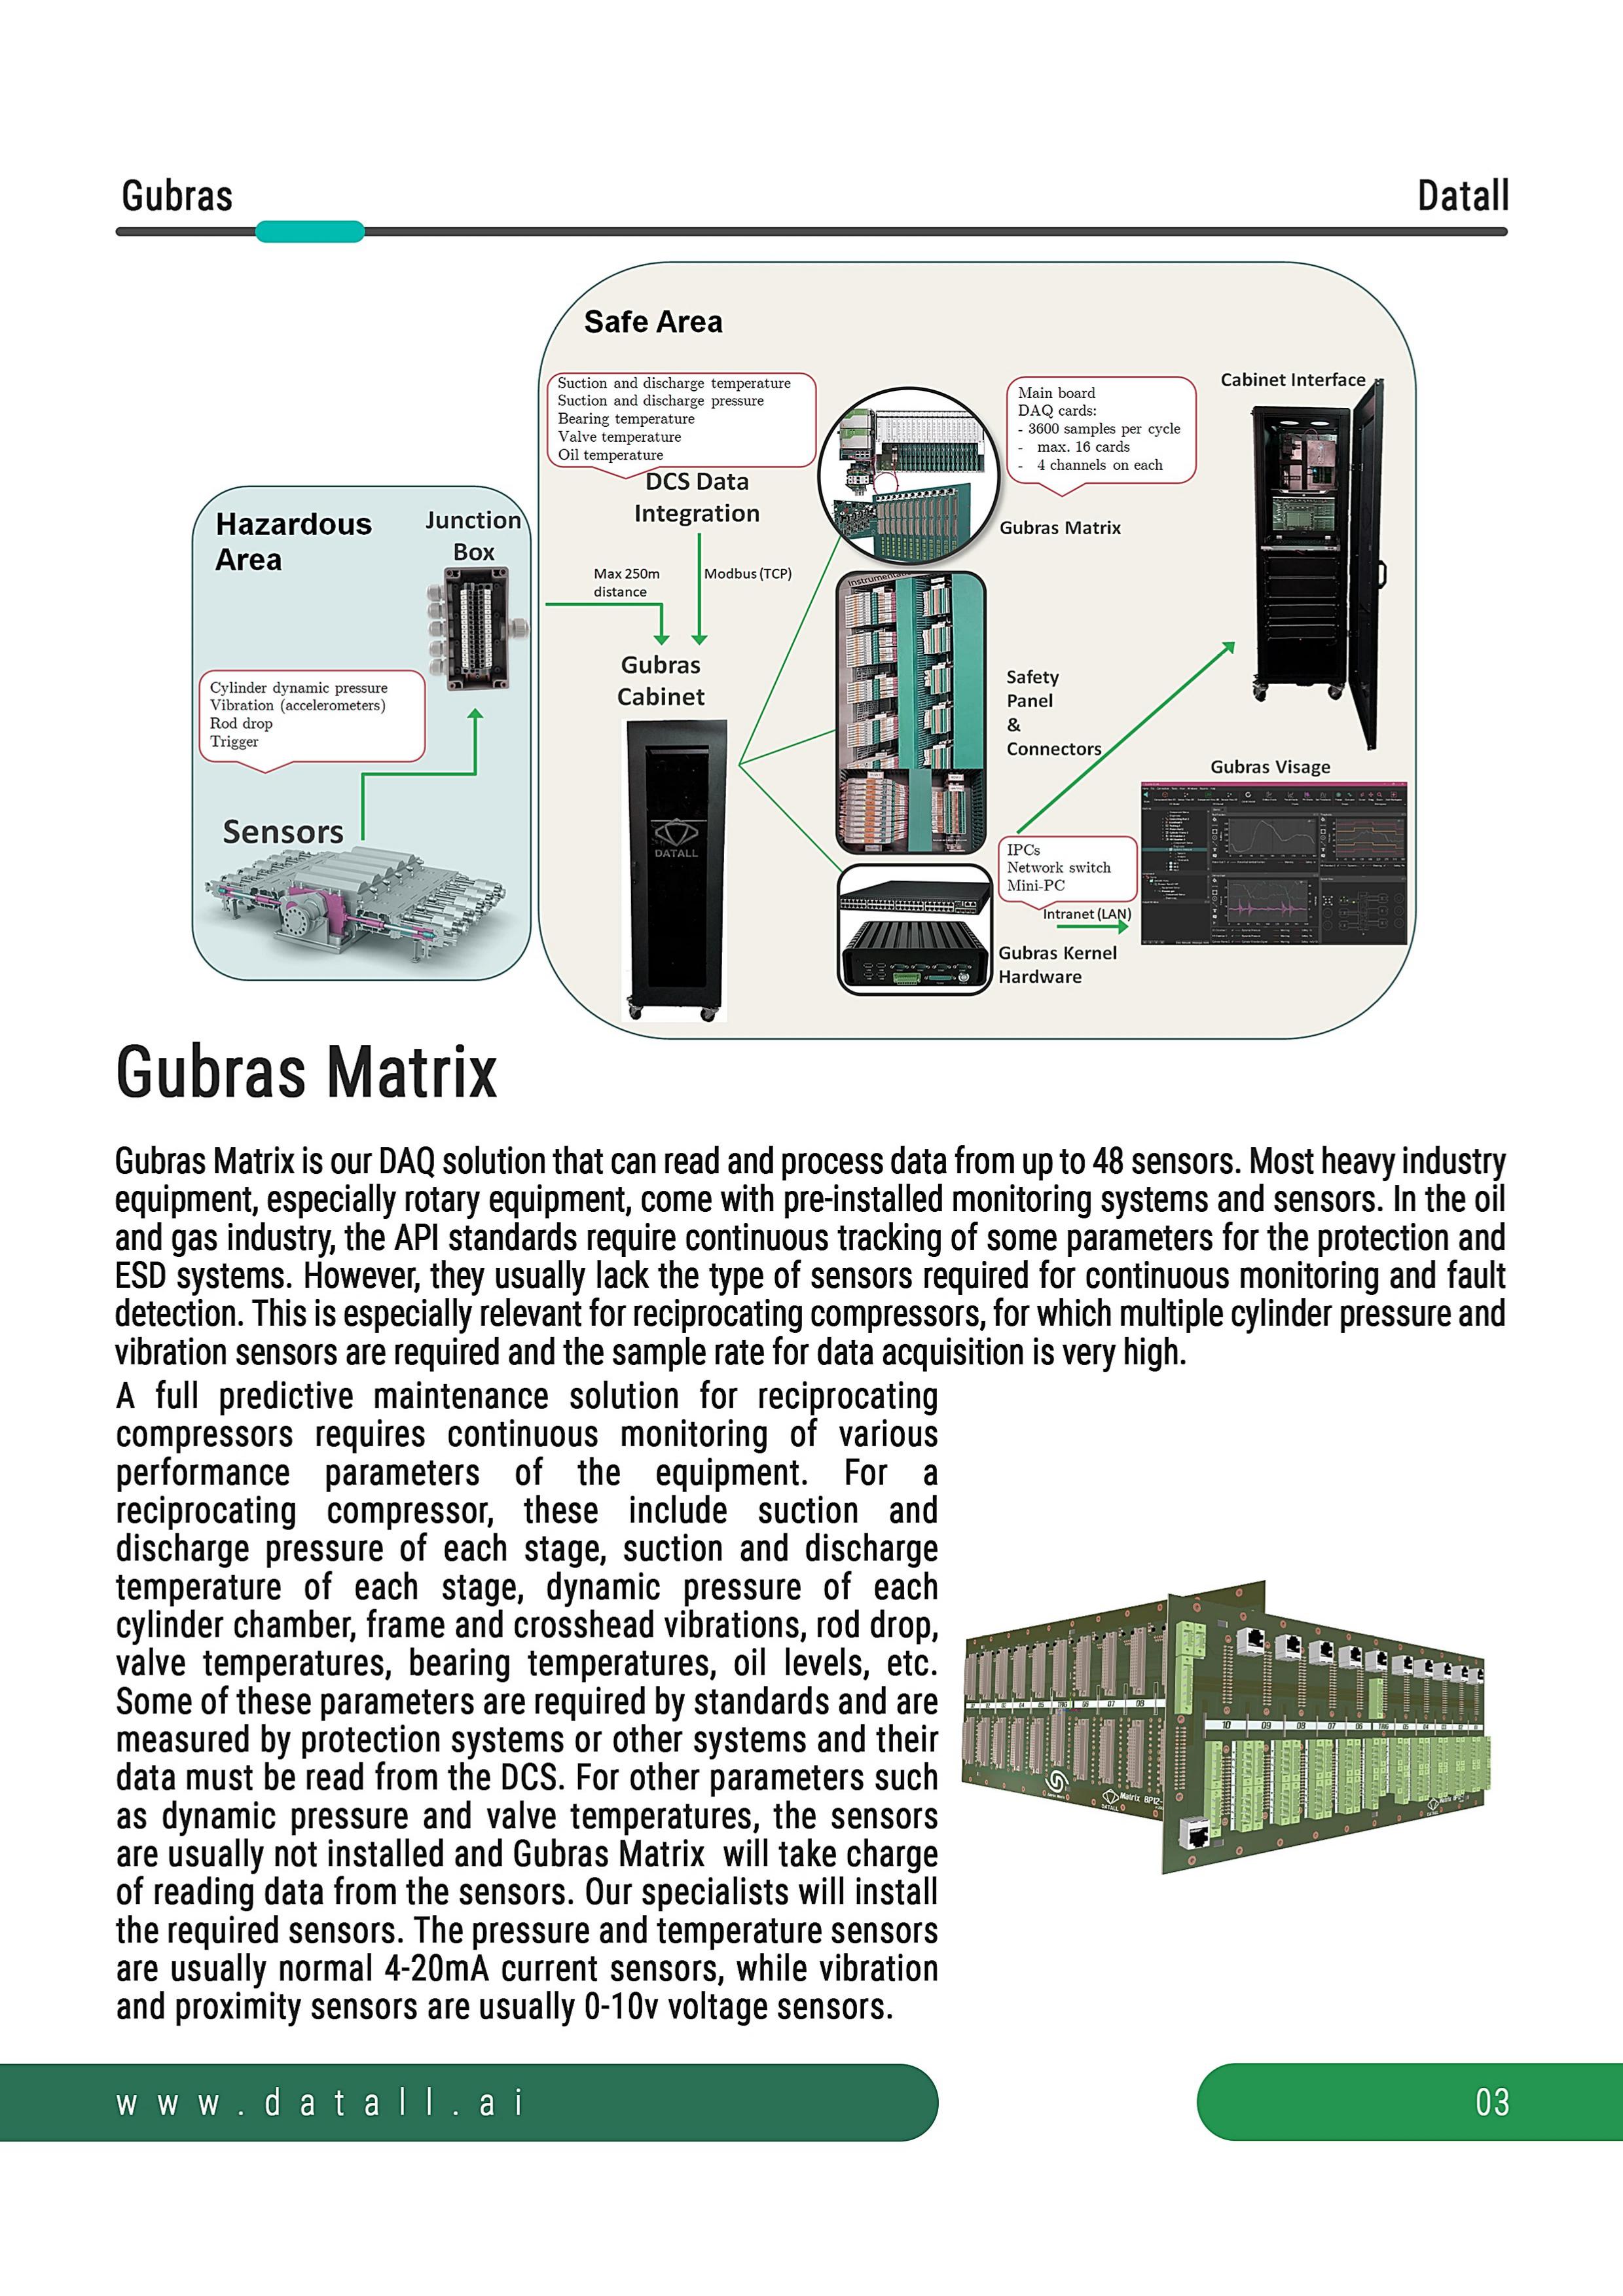 Gubras
Datall
Safe Area
Suction and discharge temperature
Suction and discharge pressure
Bearing temperature
Valve temperature
Oil temperature
DCS Data
Integration
Main board
DAQ cards:
- 3600 samples per cycle
- max. 16 cards
- 4 channels on each
Cabinet Interface
Gubras Matrix
Hazardous
Area
Junction
Box
Max 250m
distance
Modbus (TCP)
Cylinder dynamic pressure
Vibration (accelerometers)
Rod drop
Trigger
Gubras
Cabinet
Safety
Panel
&
Connectors
Gubras Visage
Sensors
DATALL
IPCs
Network switch
Mini-PC
Intranet (LAN)
Gubras Kernel
Hardware
Gubras Matrix
Gubras Matrix is our DAQ solution that can read and process data from up to 48 sensors. Most heavy industry
equipment, especially rotary equipment, come with pre-installed monitoring systems and sensors. In the oil
and gas industry, the API standards require continuous tracking of some parameters for the protection and
ESD systems. However, they usually lack the type of sensors required for continuous monitoring and fault
detection. This is especially relevant for reciprocating compressors, for which multiple cylinder pressure and
vibration sensors are required and the sample rate for data acquisition is very high.
A full predictive maintenance solution for reciprocating
compressors requires continuous monitoring of various
performance parameters of the equipment. For a
reciprocating compressor, these include suction and
discharge pressure of each stage, suction and discharge
temperature of each stage, dynamic pressure of each
cylinder chamber, frame and crosshead vibrations, rod drop,
valve temperatures, bearing temperatures, oil levels, etc.
Some of these parameters are required by standards and are
measured by protection systems or other systems and their
data must be read from the DCS. For other parameters such
as dynamic pressure and valve temperatures, the sensors
are usually not installed and Gubras Matrix will take charge
of reading data from the sensors. Our specialists will install
the required sensors. The pressure and temperature sensors
are usually normal 4-20mA current sensors, while vibration
and proximity sensors are usually 0-10v voltage sensors.
07 08
DATALL
Matrix BP12-
10 09 08 07 06 TRIG 05 04 03 02 01
www.datall.ai
03